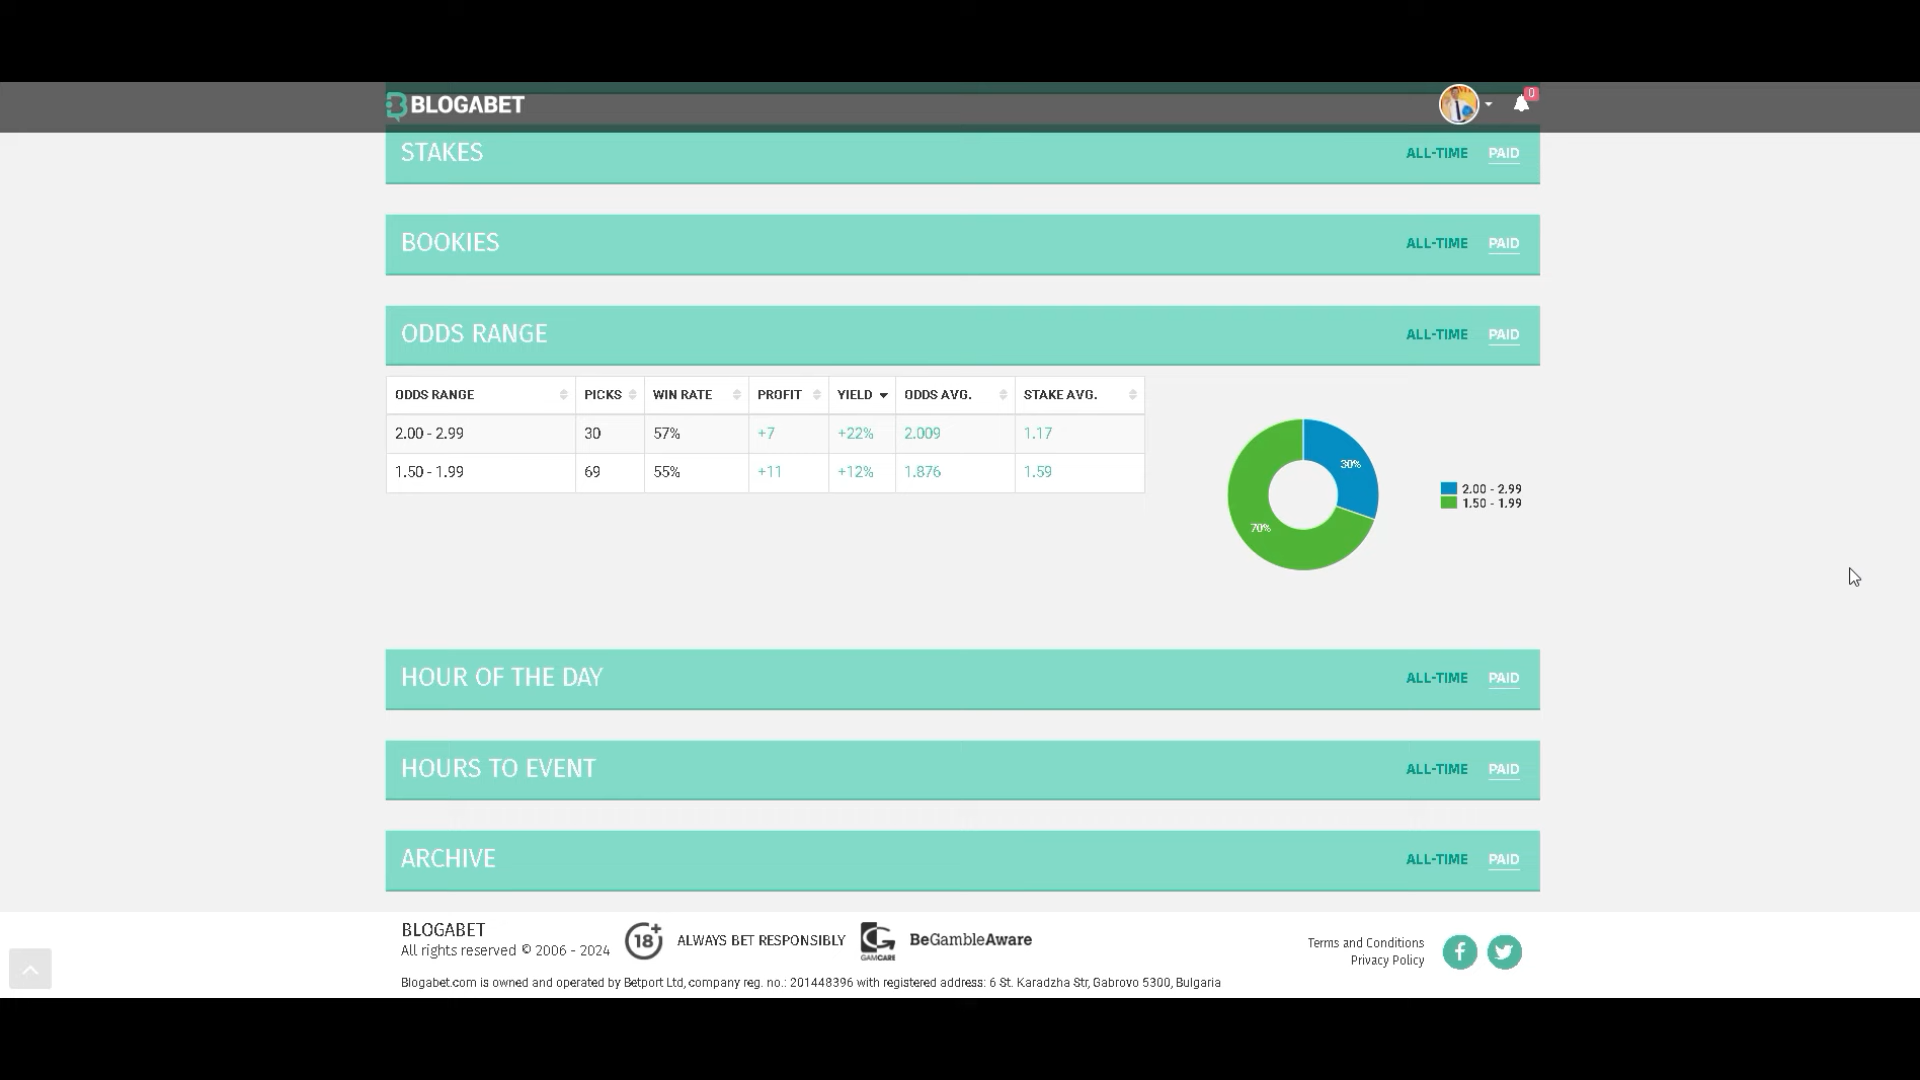 BLOGABET
0
STAKES ALL-TIME PAID
BOOKIES ALL-TIME PAID
ODDS RANGE ALL-TIME PAID
ODDS RANGE PICKS WIN RATE PROFIT YIELD ODDS AVG. STAKE AVG.
2.00 - 2.99 30 57% +7 +22% 2.009 1.17
1.50 - 1.99 69 55% +11 +12% 1.876 1.59
30%
70%
2.00 - 2.99
1.50 - 1.99
HOUR OF THE DAY ALL-TIME PAID
HOURS TO EVENT ALL-TIME PAID
ARCHIVE ALL-TIME PAID
BLOGABET
All rights reserved © 2006 - 2024
18+ ALWAYS BET RESPONSIBLY
GAMCARE
BeGambleAware
Terms and Conditions
Privacy Policy
Blogabet.com is owned and operated by Betport Ltd, company reg. no.: 201448396 with registered address: 6 St. Karadzha Str, Gabrovo 5300, Bulgaria